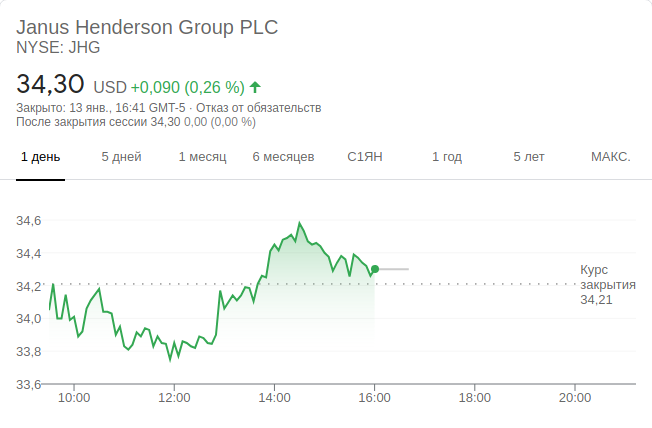 Janus Henderson Group PLC
NYSE: JHG
34,30 USD +0,090 (0,26 %)
Закрыто: 13 янв., 16:41 GMT-5 · Отказ от обязательств
После закрытия сессии 34,30 0,00 (0,00 %)
1 день 5 дней 1 месяц 6 месяцев С1ЯН 1 год 5 лет МАКС.
34,6
34,4
34,2
34,0
33,8
33,6
Курс
закрытия
34,21
10:00 12:00 14:00 16:00 18:00 20:00